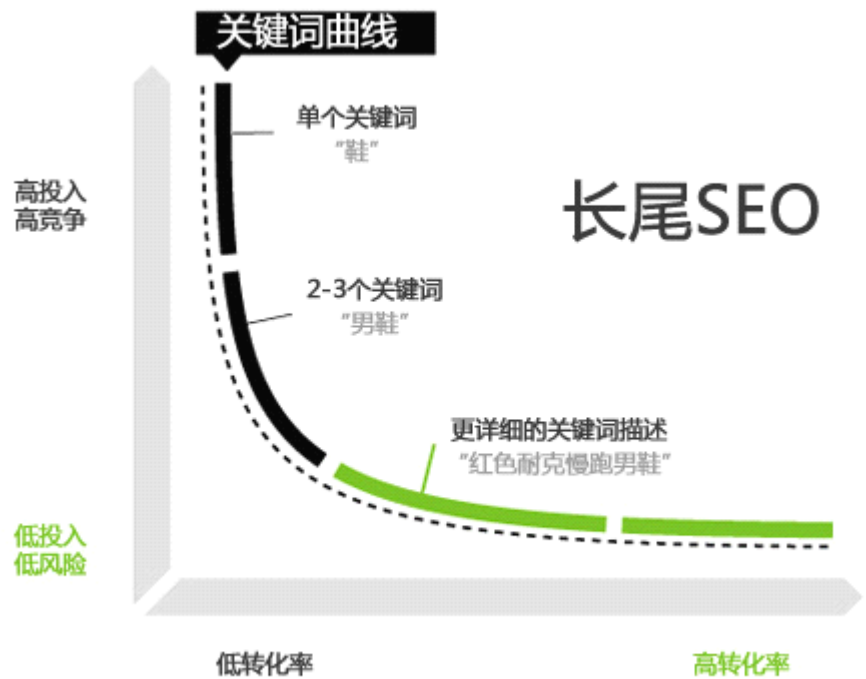 关键词曲线
单个关键词
"鞋"
高投入
高竞争
长尾SEO
2-3个关键词
"男鞋"
更详细的关键词描述
"红色耐克慢跑男鞋"
低投入
低风险
低转化率
高转化率